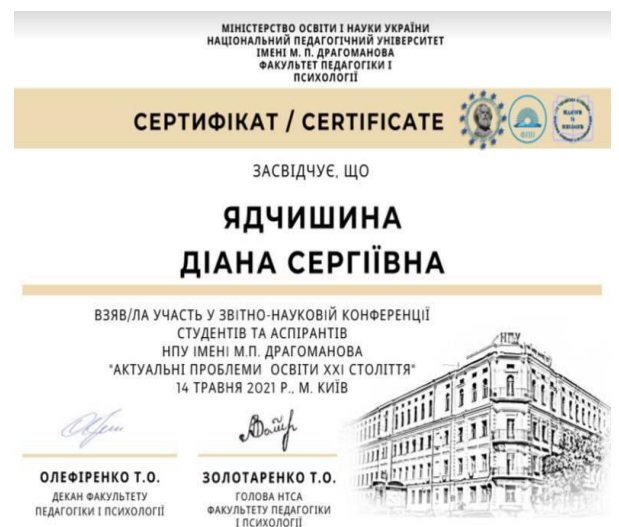 МІНІСТЕРСТВО ОСВІТИ І НАУКИ УКРАЇНИ
НАЦІОНАЛЬНИЙ ПЕДАГОГІЧНИЙ УНІВЕРСИТЕТ
ІМЕНІ М. П. ДРАГОМАНОВА
ФАКУЛЬТЕТ ПЕДАГОГІКИ І
ПСИХОЛОГІЇ
СЕРТИФІКАТ / CERTIFICATE
ЗАСВІДЧУЄ, ЩО
ЯДЧИШИНА
ДІАНА СЕРГІЇВНА
ВЗЯВ/ЛА УЧАСТЬ У ЗВІТНО-НАУКОВІЙ КОНФЕРЕНЦІЇ
СТУДЕНТІВ ТА АСПІРАНТІВ
НПУ ІМЕНІ М.П. ДРАГОМАНОВА
"АКТУАЛЬНІ ПРОБЛЕМИ ОСВІТИ ХХІ СТОЛІТТЯ"
14 ТРАВНЯ 2021 Р., М. КИЇВ
НПУ
ОЛЕФІРЕНКО Т.О.
ДЕКАН ФАКУЛЬТЕТУ
ПЕДАГОГІКИ І ПСИХОЛОГІЇ
ЗОЛОТАРЕНКО Т.О.
ГОЛОВА НТСА
ФАКУЛЬТЕТУ ПЕДАГОГІКИ
І ПСИХОЛОГІЇ